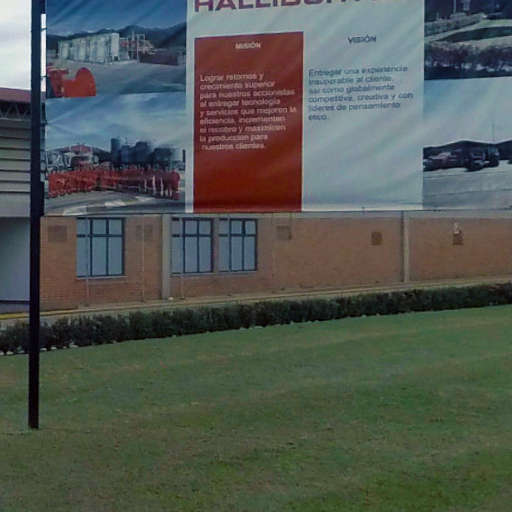 HALLIBURTON
MISIÓN
Lograr retornos y
crecimiento superior
para nuestros accionistas
al entregar tecnología
y servicios que mejoren la
eficiencia, incrementen
el recobro y maximicen
la producción para
nuestros clientes.
VISIÓN
Entregar una experiencia
insuperable al cliente,
así como globalmente
competitiva, creativa y con
líderes de pensamiento
ético.